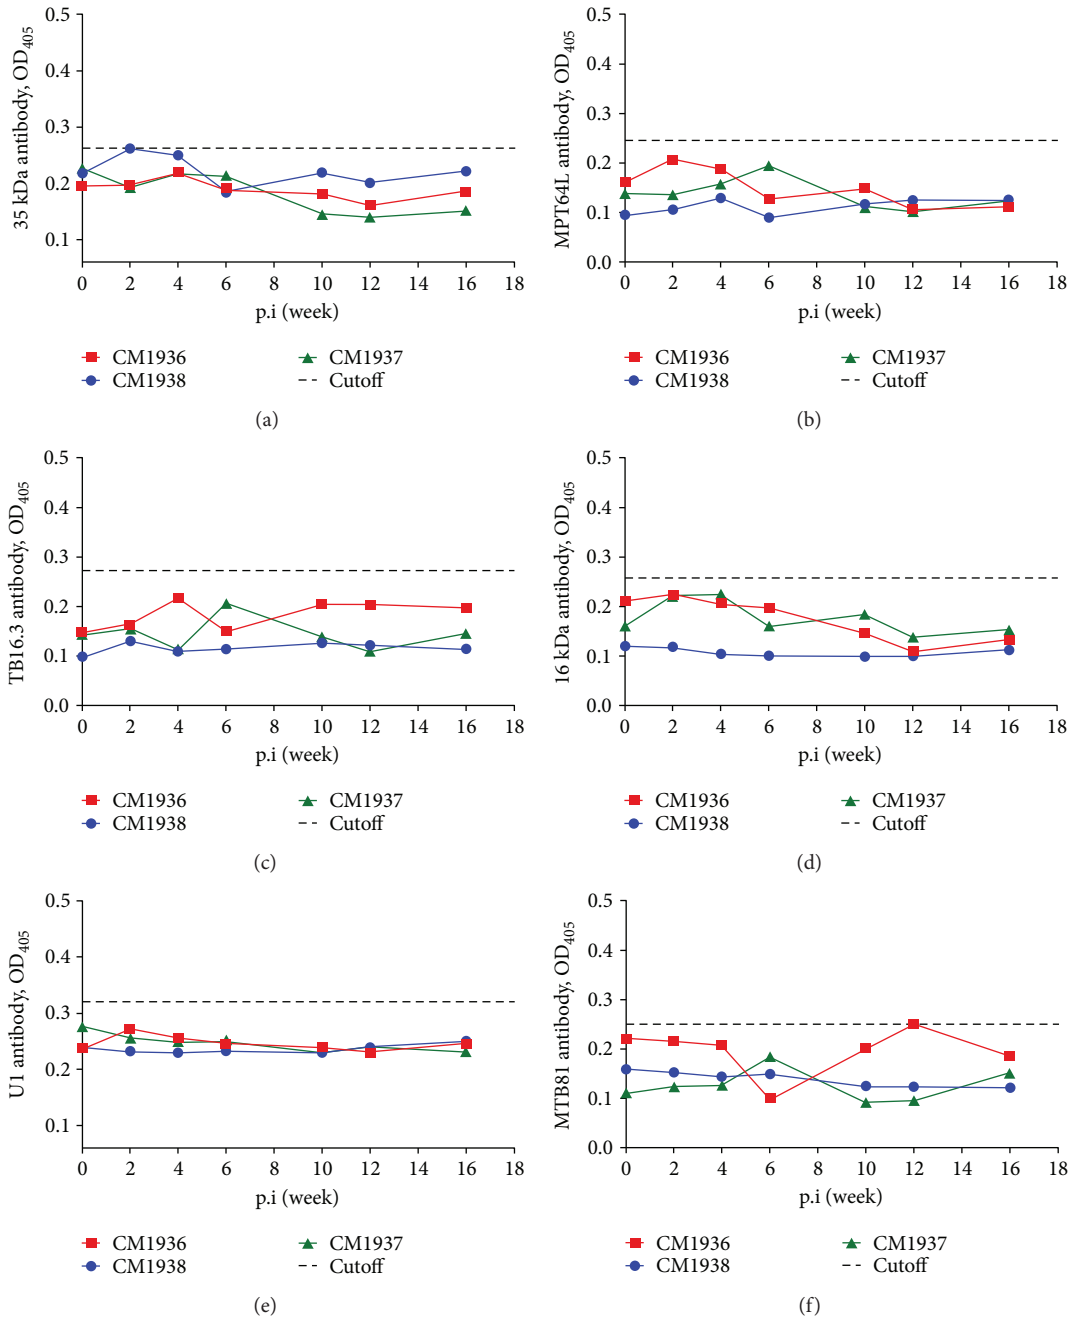 35 kDa antibody, OD405
0.5
0.4
0.3
0.2
0.1
0 2 4 6 8 10 12 14 16 18
p.i (week)
CM1936
CM1937
CM1938
Cutoff
(a)
MPT64L antibody, OD405
0.5
0.4
0.3
0.2
0.1
0.0
0 2 4 6 8 10 12 14 16 18
p.i (week)
CM1936
CM1937
CM1938
Cutoff
(b)
TB16.3 antibody, OD405
0.5
0.4
0.3
0.2
0.1
0.0
0 2 4 6 8 10 12 14 16 18
p.i (week)
CM1936
CM1937
CM1938
Cutoff
(c)
16 kDa antibody, OD405
0.5
0.4
0.3
0.2
0.1
0.0
0 2 4 6 8 10 12 14 16 18
p.i (week)
CM1936
CM1937
CM1938
Cutoff
(d)
U1 antibody, OD405
0.5
0.4
0.3
0.2
0.1
0 2 4 6 8 10 12 14 16 18
p.i (week)
CM1936
CM1937
CM1938
Cutoff
(e)
MTB81 antibody, OD405
0.5
0.4
0.3
0.2
0.1
0.0
0 2 4 6 8 10 12 14 16 18
p.i (week)
CM1936
CM1937
CM1938
Cutoff
(f)